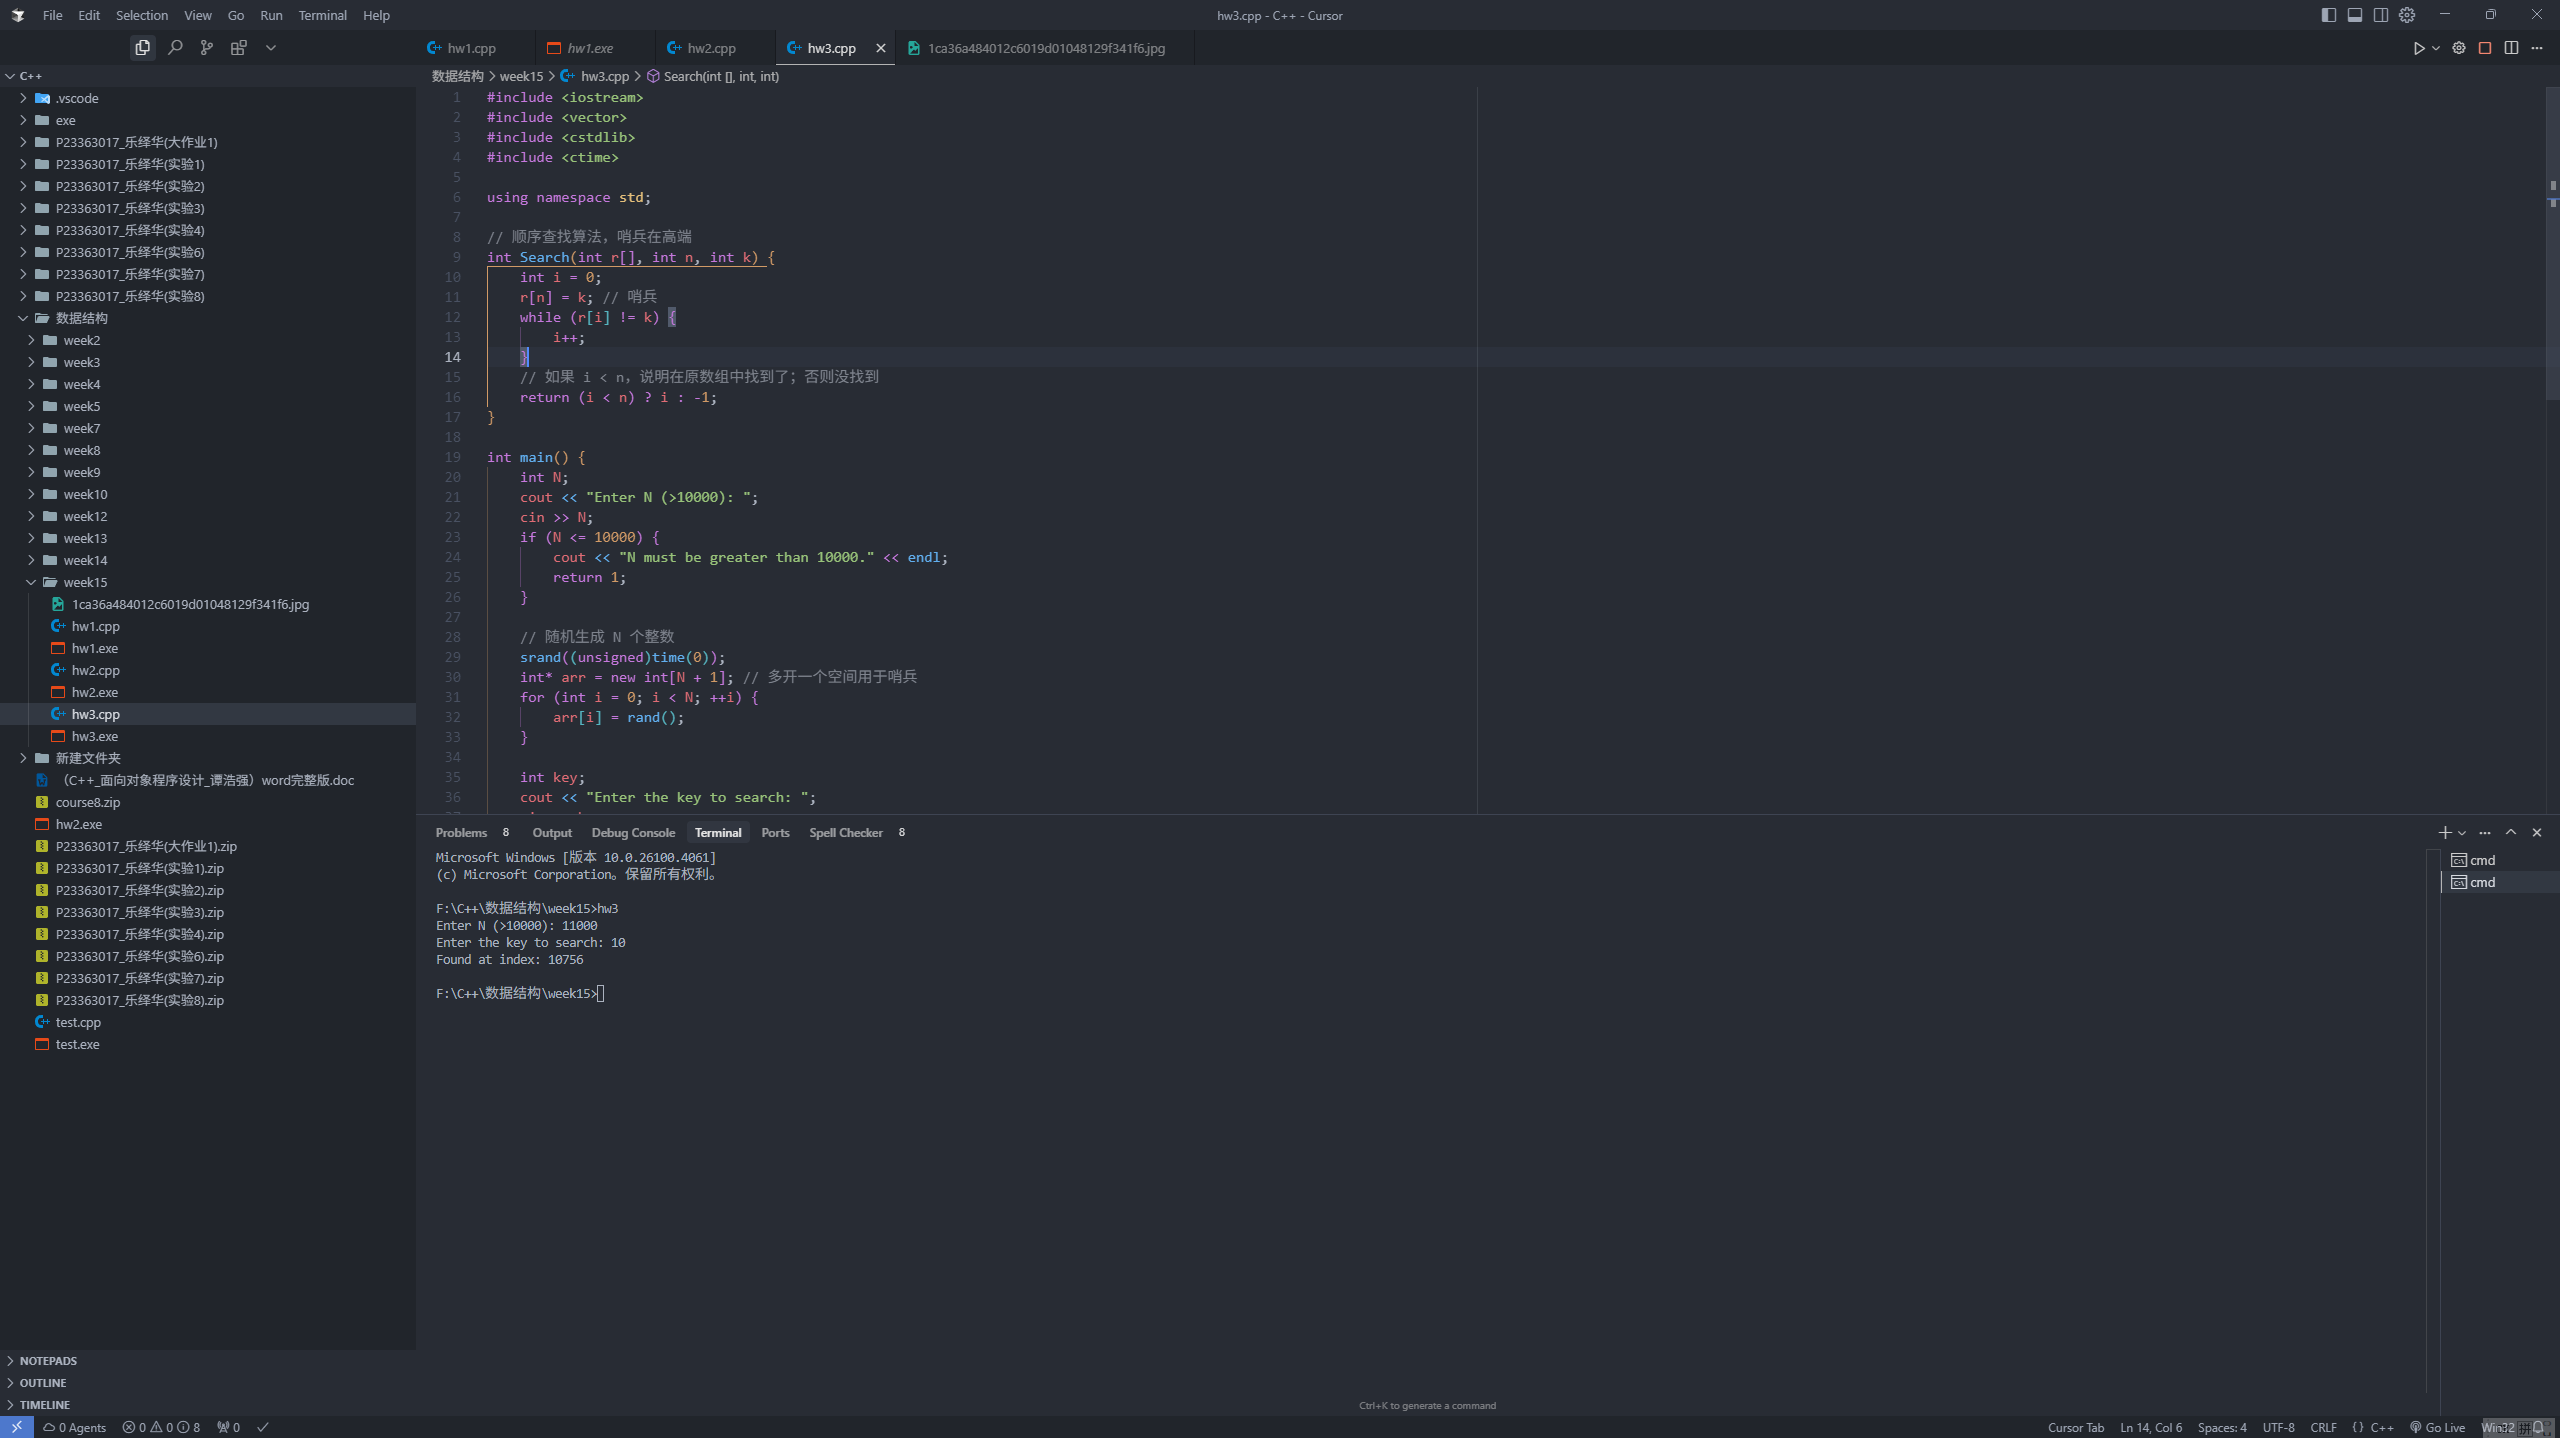 File Edit Selection View Go Run Terminal Help
hw3.cpp - C++ - Cursor
hw1.cpp
hw1.exe
hw2.cpp
hw3.cpp
1ca36a484012c6019d01048129f341f6.jpg
C++
.vscode
exe
P23363017_乐绎华(大作业1)
P23363017_乐绎华(实验1)
P23363017_乐绎华(实验2)
P23363017_乐绎华(实验3)
P23363017_乐绎华(实验4)
P23363017_乐绎华(实验6)
P23363017_乐绎华(实验7)
P23363017_乐绎华(实验8)
数据结构
week2
week3
week4
week5
week7
week8
week9
week10
week12
week13
week14
week15
1ca36a484012c6019d01048129f341f6.jpg
hw1.cpp
hw1.exe
hw2.cpp
hw2.exe
hw3.cpp
hw3.exe
新建文件夹
（C++_面向对象程序设计_谭浩强）word完整版.doc
course8.zip
hw2.exe
P23363017_乐绎华(大作业1).zip
P23363017_乐绎华(实验1).zip
P23363017_乐绎华(实验2).zip
P23363017_乐绎华(实验3).zip
P23363017_乐绎华(实验4).zip
P23363017_乐绎华(实验6).zip
P23363017_乐绎华(实验7).zip
P23363017_乐绎华(实验8).zip
test.cpp
test.exe
NOTEPADS
OUTLINE
TIMELINE
数据结构 > week15 > hw3.cpp > Search(int [], int, int)
1 #include <iostream>
2 #include <vector>
3 #include <cstdlib>
4 #include <ctime>
5
6 using namespace std;
7
8 // 顺序查找算法，哨兵在高端
9 int Search(int r[], int n, int k) {
10 int i = 0;
11 r[n] = k; // 哨兵
12 while (r[i] != k) {
13 i++;
14 }
15 // 如果 i < n，说明在原数组中找到了；否则没找到
16 return (i < n) ? i : -1;
17 }
18
19 int main() {
20 int N;
21 cout << "Enter N (>10000): ";
22 cin >> N;
23 if (N <= 10000) {
24 cout << "N must be greater than 10000." << endl;
25 return 1;
26 }
27
28 // 随机生成 N 个整数
29 srand((unsigned)time(0));
30 int* arr = new int[N + 1]; // 多开一个空间用于哨兵
31 for (int i = 0; i < N; ++i) {
32 arr[i] = rand();
33 }
34
35 int key;
36 cout << "Enter the key to search: ";
Problems 8 Output Debug Console Terminal Ports Spell Checker 8
Microsoft Windows [版本 10.0.26100.4061]
(c) Microsoft Corporation。保留所有权利。
F:\C++\数据结构\week15>hw3
Enter N (>10000): 11000
Enter the key to search: 10
Found at index: 10756
F:\C++\数据结构\week15>
cmd
cmd
Ctrl+K to generate a command
0 Agents 0 0 8 0
Cursor Tab Ln 14, Col 6 Spaces: 4 UTF-8 CRLF {} C++ Go Live Win32